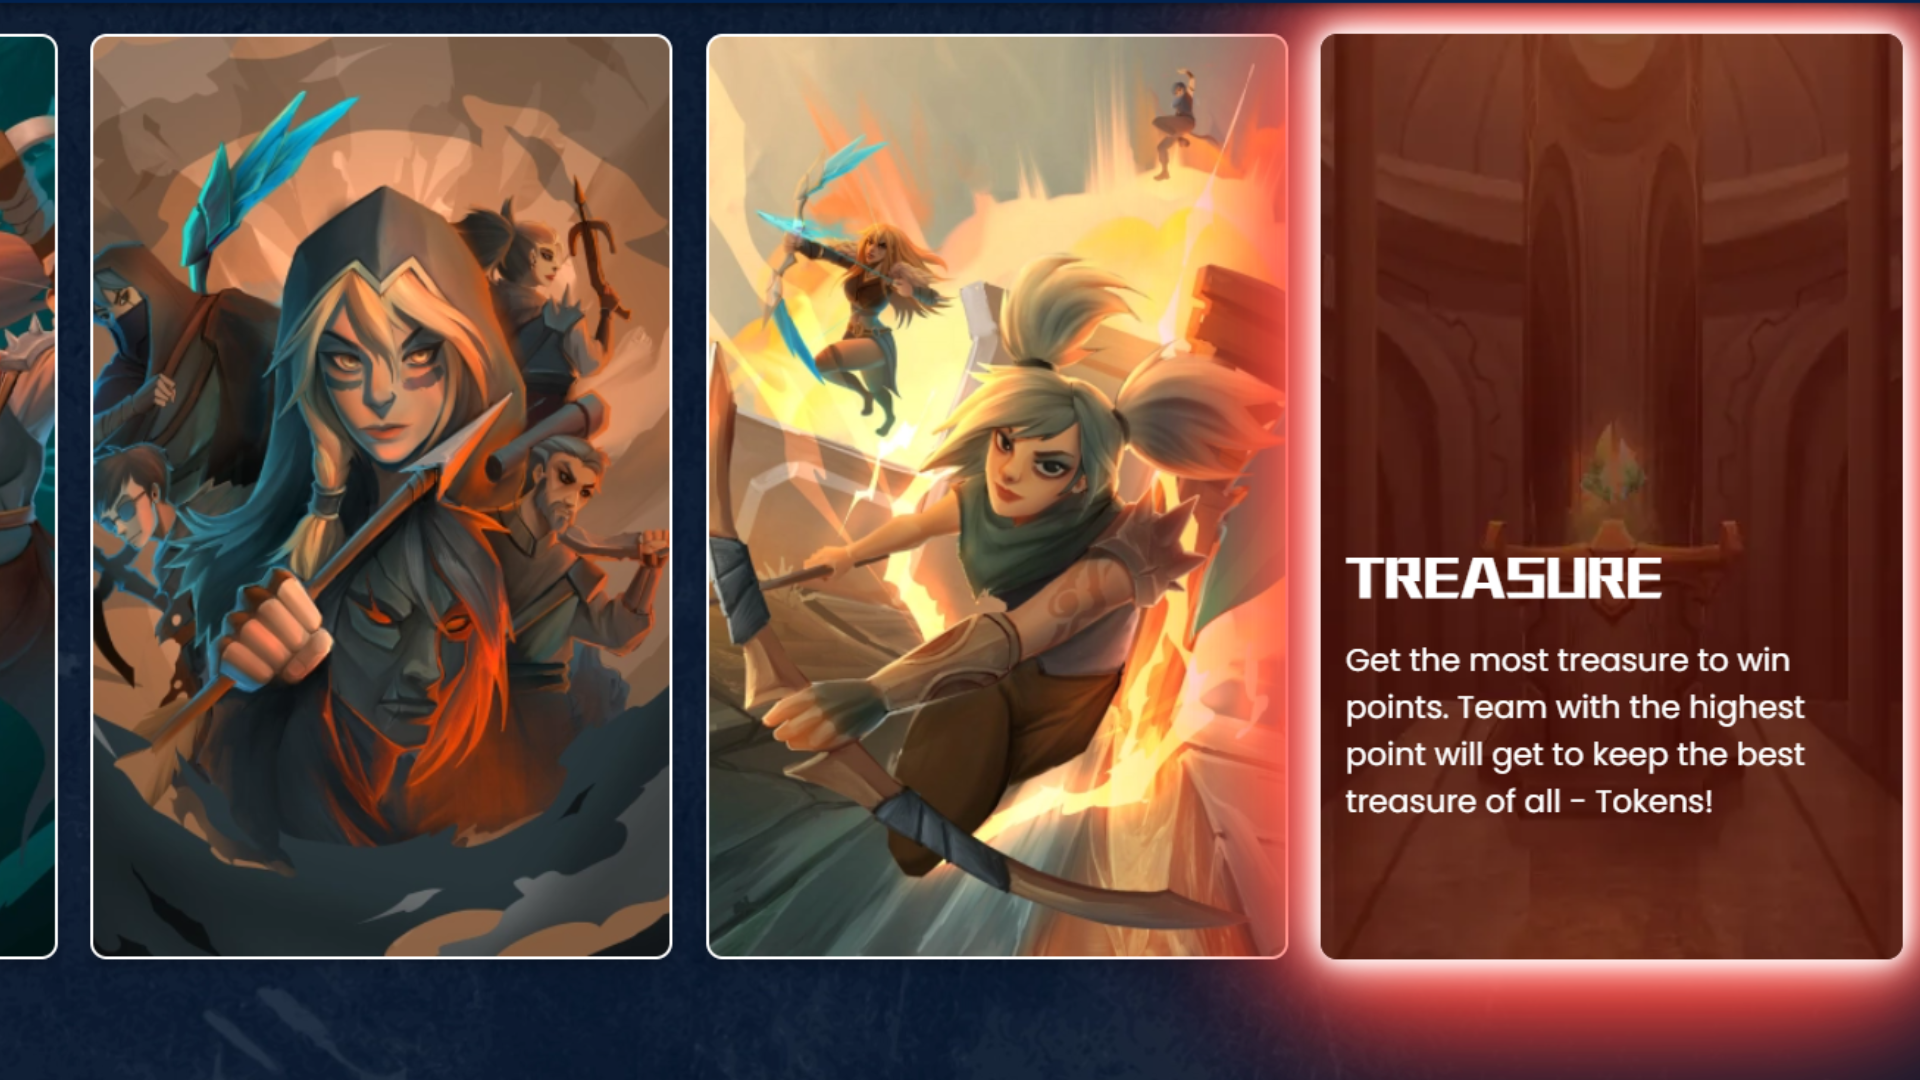 TREASURE
Get the most treasure to win
points. Team with the highest
point will get to keep the best
treasure of all - Tokens!